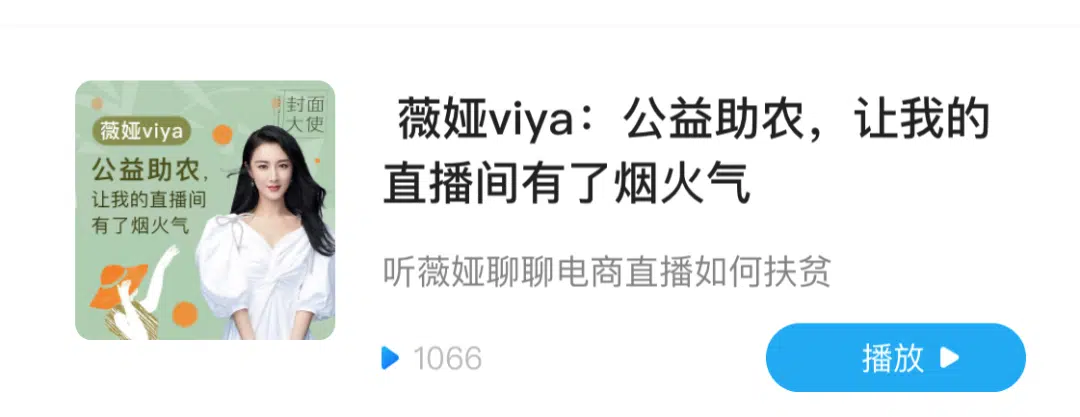 薇娅viya
公益助农,
让我的直播间
有了烟火气
封面
大使
薇娅viya：公益助农，让我的
直播间有了烟火气
听薇娅聊聊电商直播如何扶贫
1066
播放